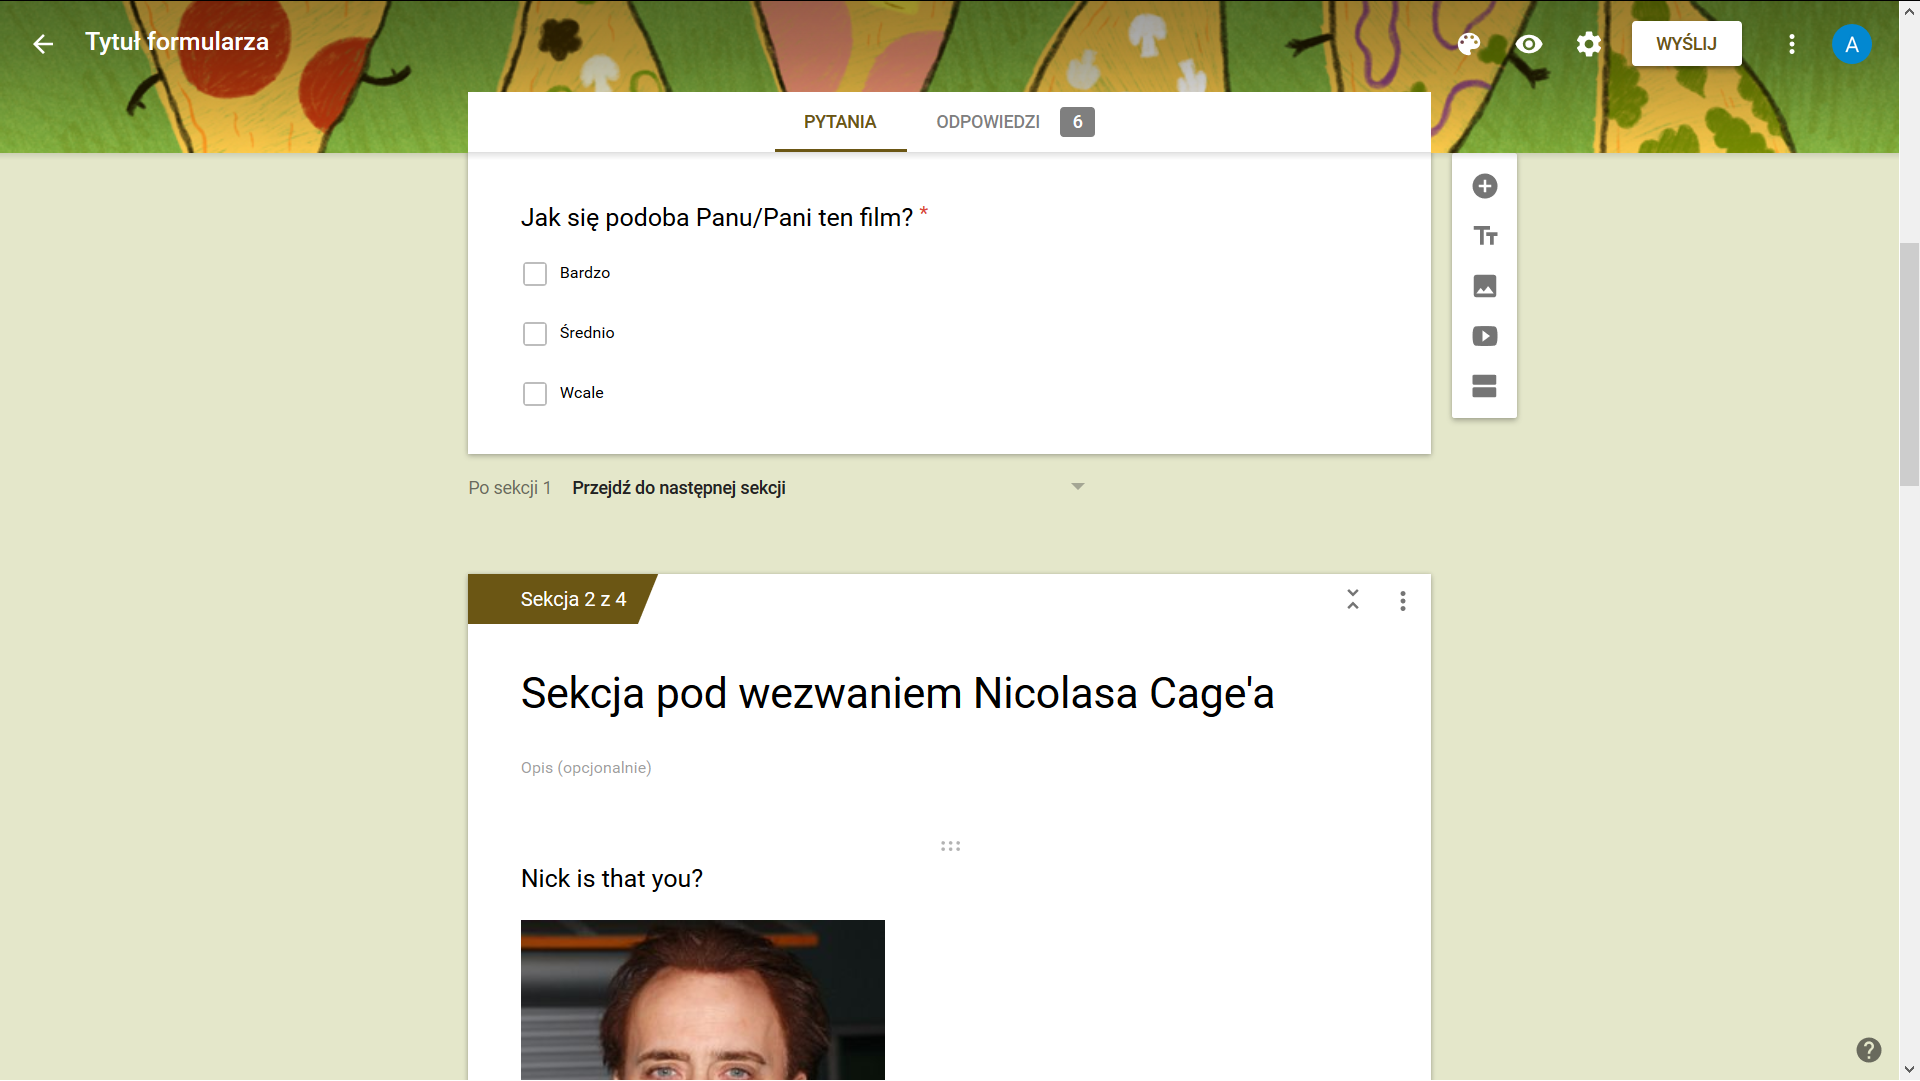 Tytuł formularza
WYŚLIJ
A
PYTANIA
ODPOWIEDZI 6
Jak się podoba Panu/Pani ten film? *
Bardzo
Średnio
Wcale
Po sekcji 1 Przejdź do następnej sekcji
Sekcja 2 z 4
Sekcja pod wezwaniem Nicolasa Cage'a
Opis (opcjonalnie)
Nick is that you?